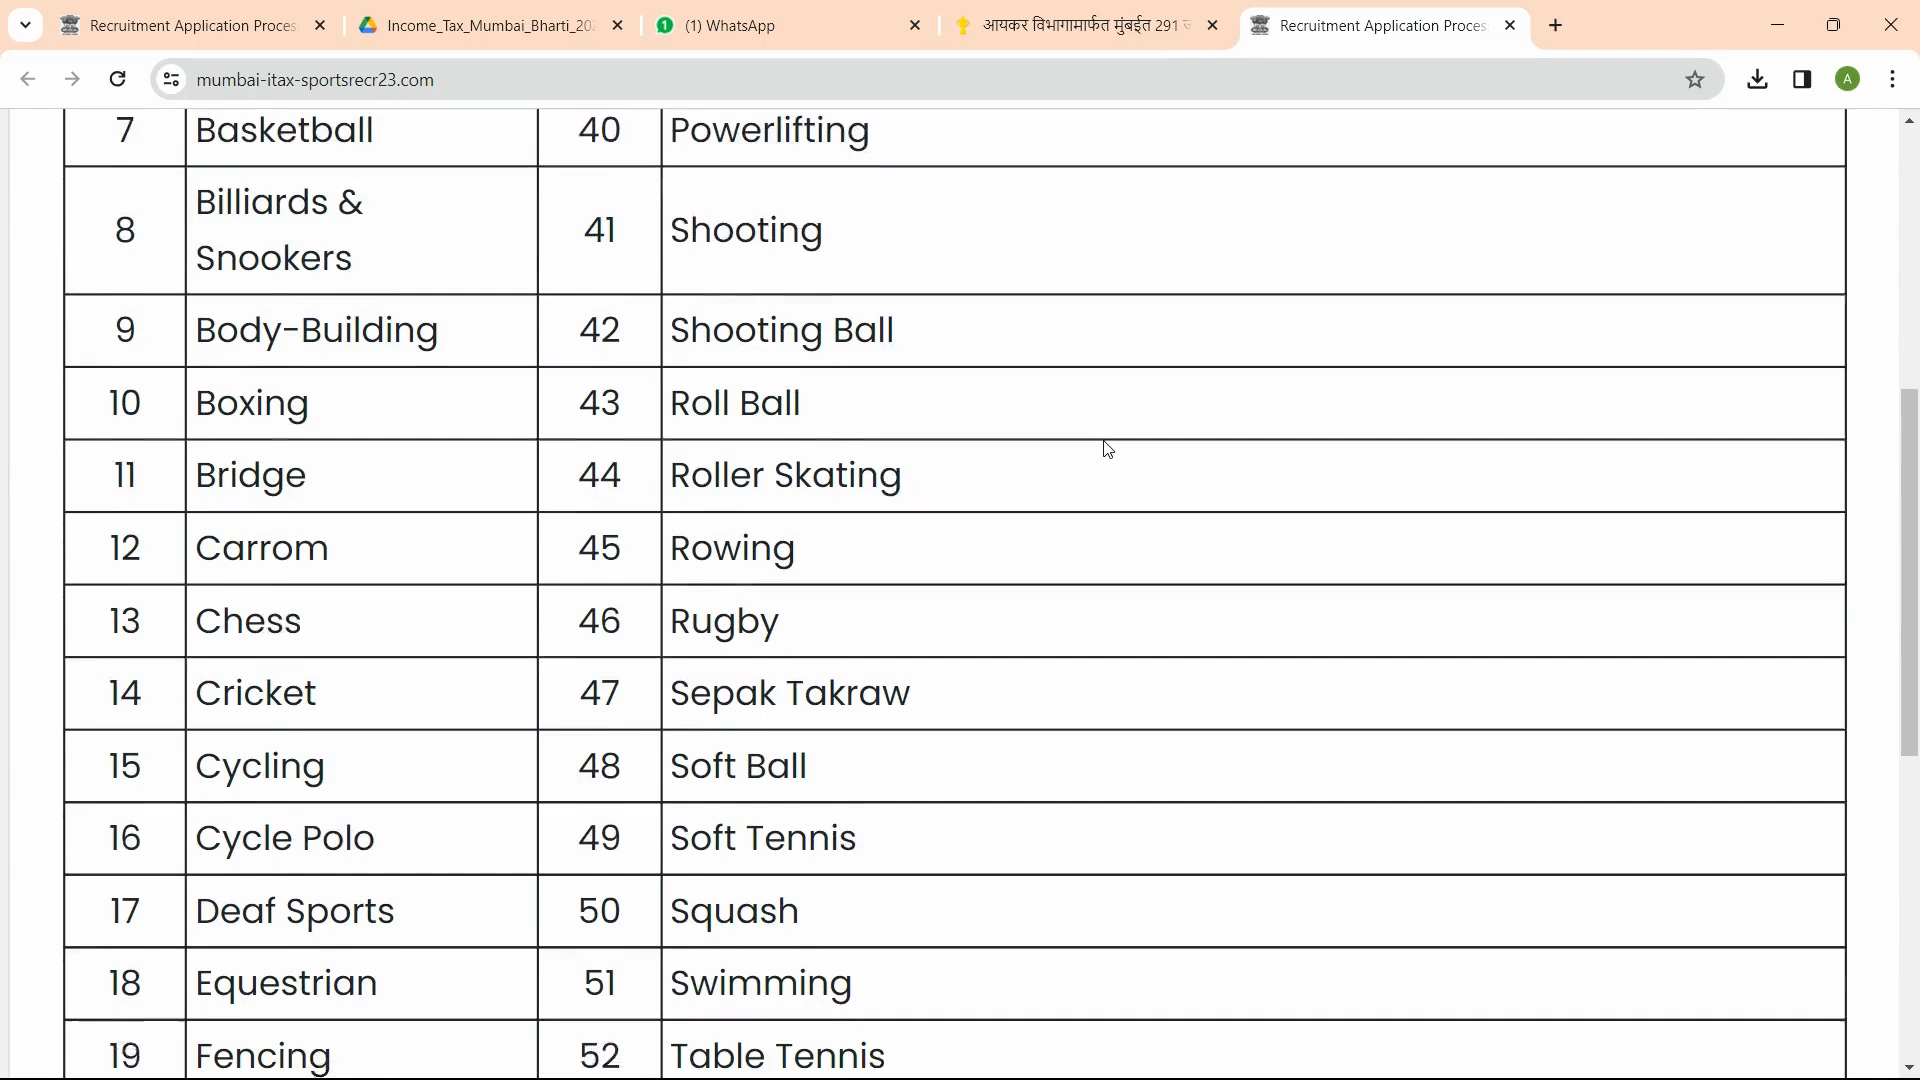 Recruitment Application Proces
Income_Tax_Mumbai_Bharti_202
1 (1) WhatsApp
आयकर विभागामार्फत मुंबईत 291
Recruitment Application Proces
mumbai-itax-sportsrecr23.com
A
7 Basketball 40 Powerlifting
8 Billiards & Snookers 41 Shooting
9 Body-Building 42 Shooting Ball
10 Boxing 43 Roll Ball
11 Bridge 44 Roller Skating
12 Carrom 45 Rowing
13 Chess 46 Rugby
14 Cricket 47 Sepak Takraw
15 Cycling 48 Soft Ball
16 Cycle Polo 49 Soft Tennis
17 Deaf Sports 50 Squash
18 Equestrian 51 Swimming
19 Fencing 52 Table Tennis